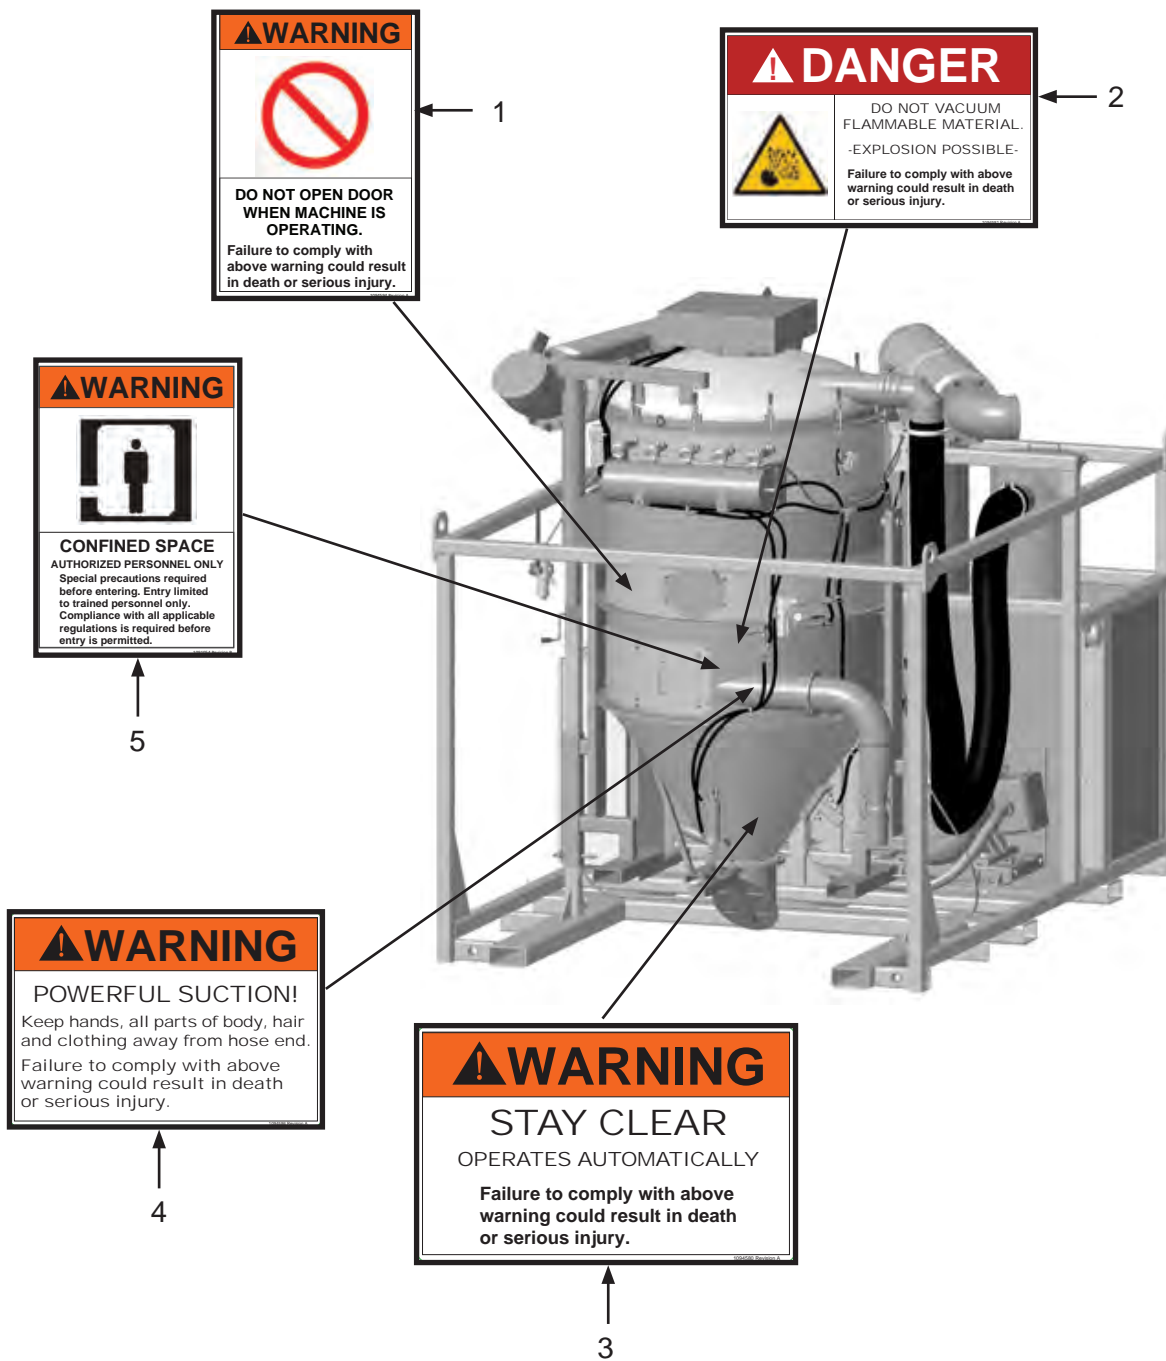 WARNING
DO NOT OPEN DOOR
WHEN MACHINE IS
OPERATING.
Failure to comply with
above warning could result
in death or serious injury.
1
DANGER
DO NOT VACUUM
FLAMMABLE MATERIAL.
-EXPLOSION POSSIBLE-
Failure to comply with above
warning could result in death
or serious injury.
2
WARNING
CONFINED SPACE
AUTHORIZED PERSONNEL ONLY
Special precautions required
before entering. Entry limited
to trained personnel only.
Compliance with all applicable
regulations is required before
entry is permitted.
5
WARNING
POWERFUL SUCTION!
Keep hands, all parts of body, hair
and clothing away from hose end.
Failure to comply with above
warning could result in death
or serious injury.
4
WARNING
STAY CLEAR
OPERATES AUTOMATICALLY
Failure to comply with above
warning could result in death
or serious injury.
1094580 Revision A
3